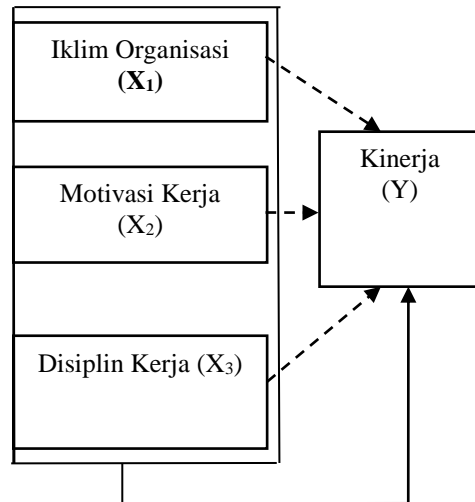 Iklim Organisasi
(X₁)
Kinerja
(Y)
Motivasi Kerja
(X₂)
Disiplin Kerja (X₃)